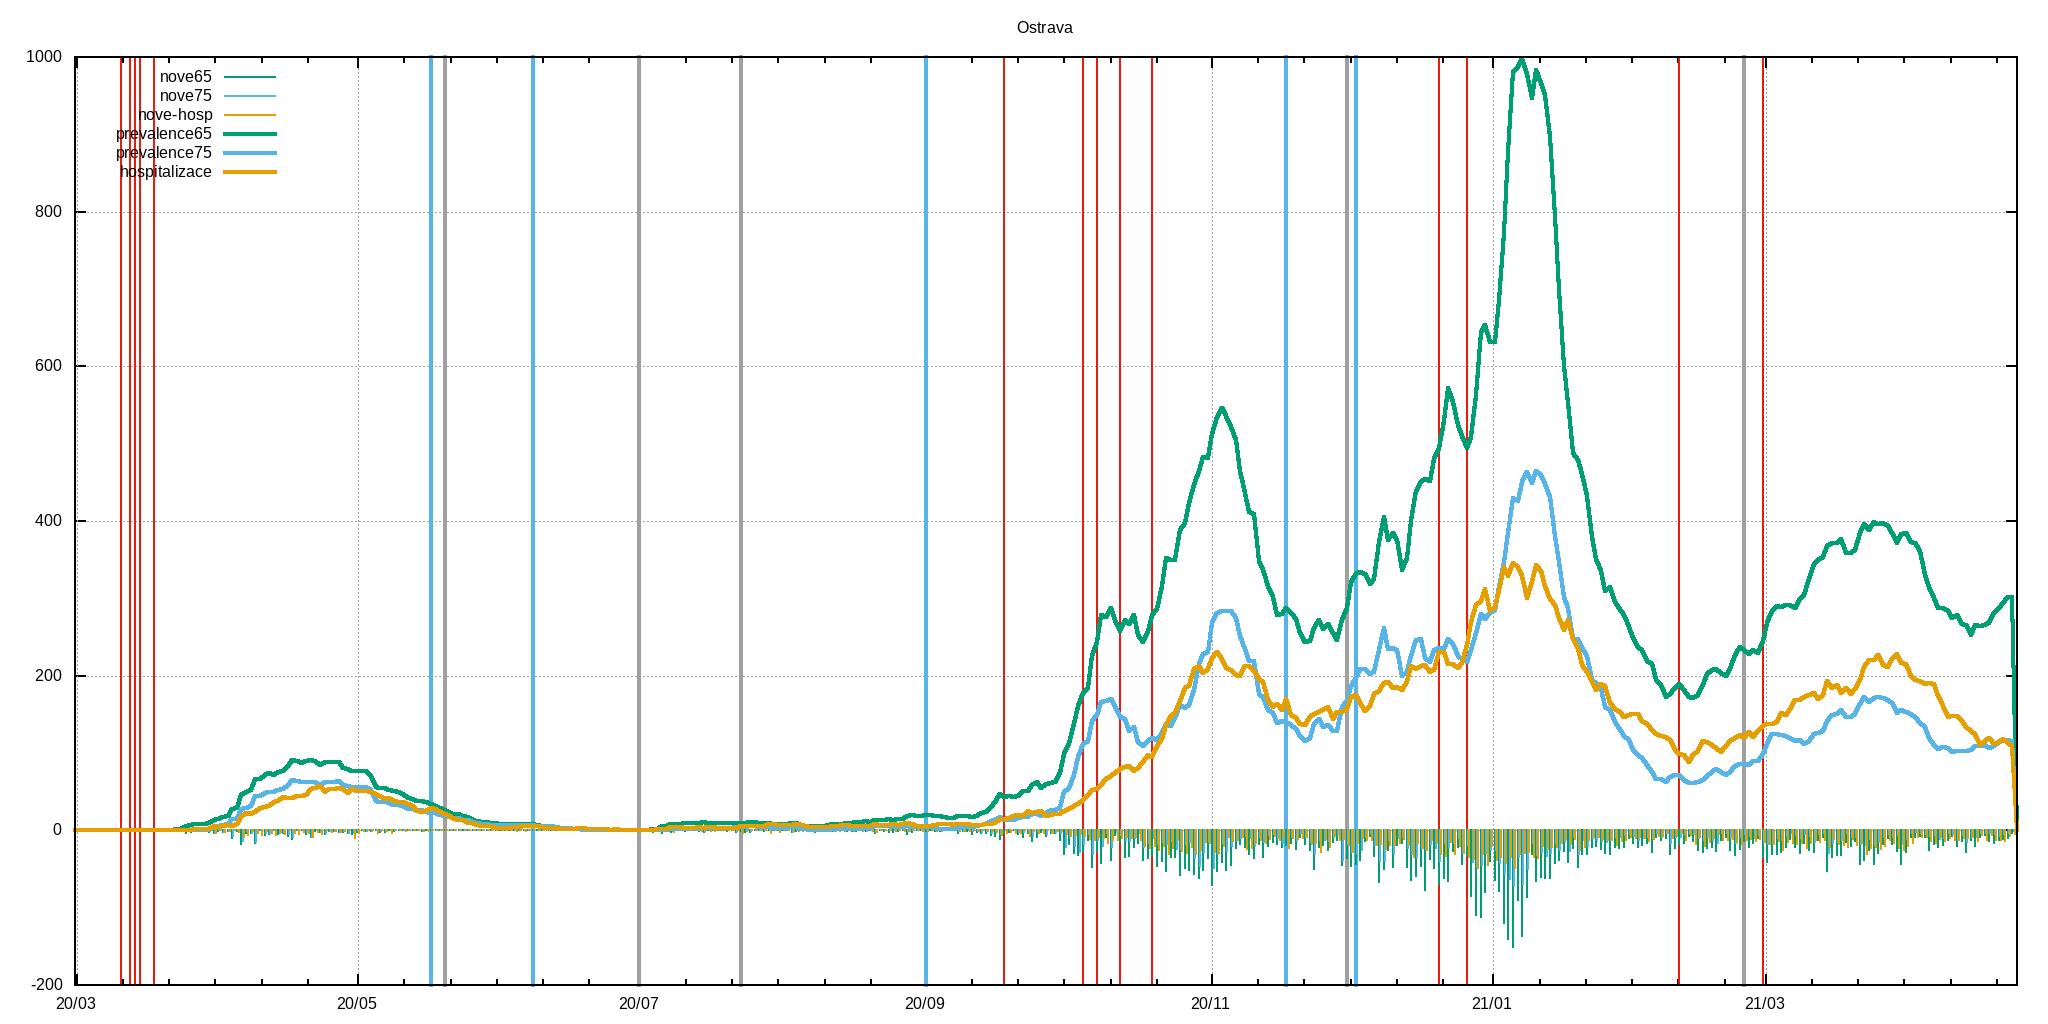 Ostrava
1000
800
600
400
200
0
-200
nove65
nove75
nove-hosp
prevalence65
prevalence75
hospitalizace
20/03 20/05 20/07 20/09 20/11 21/01 21/03